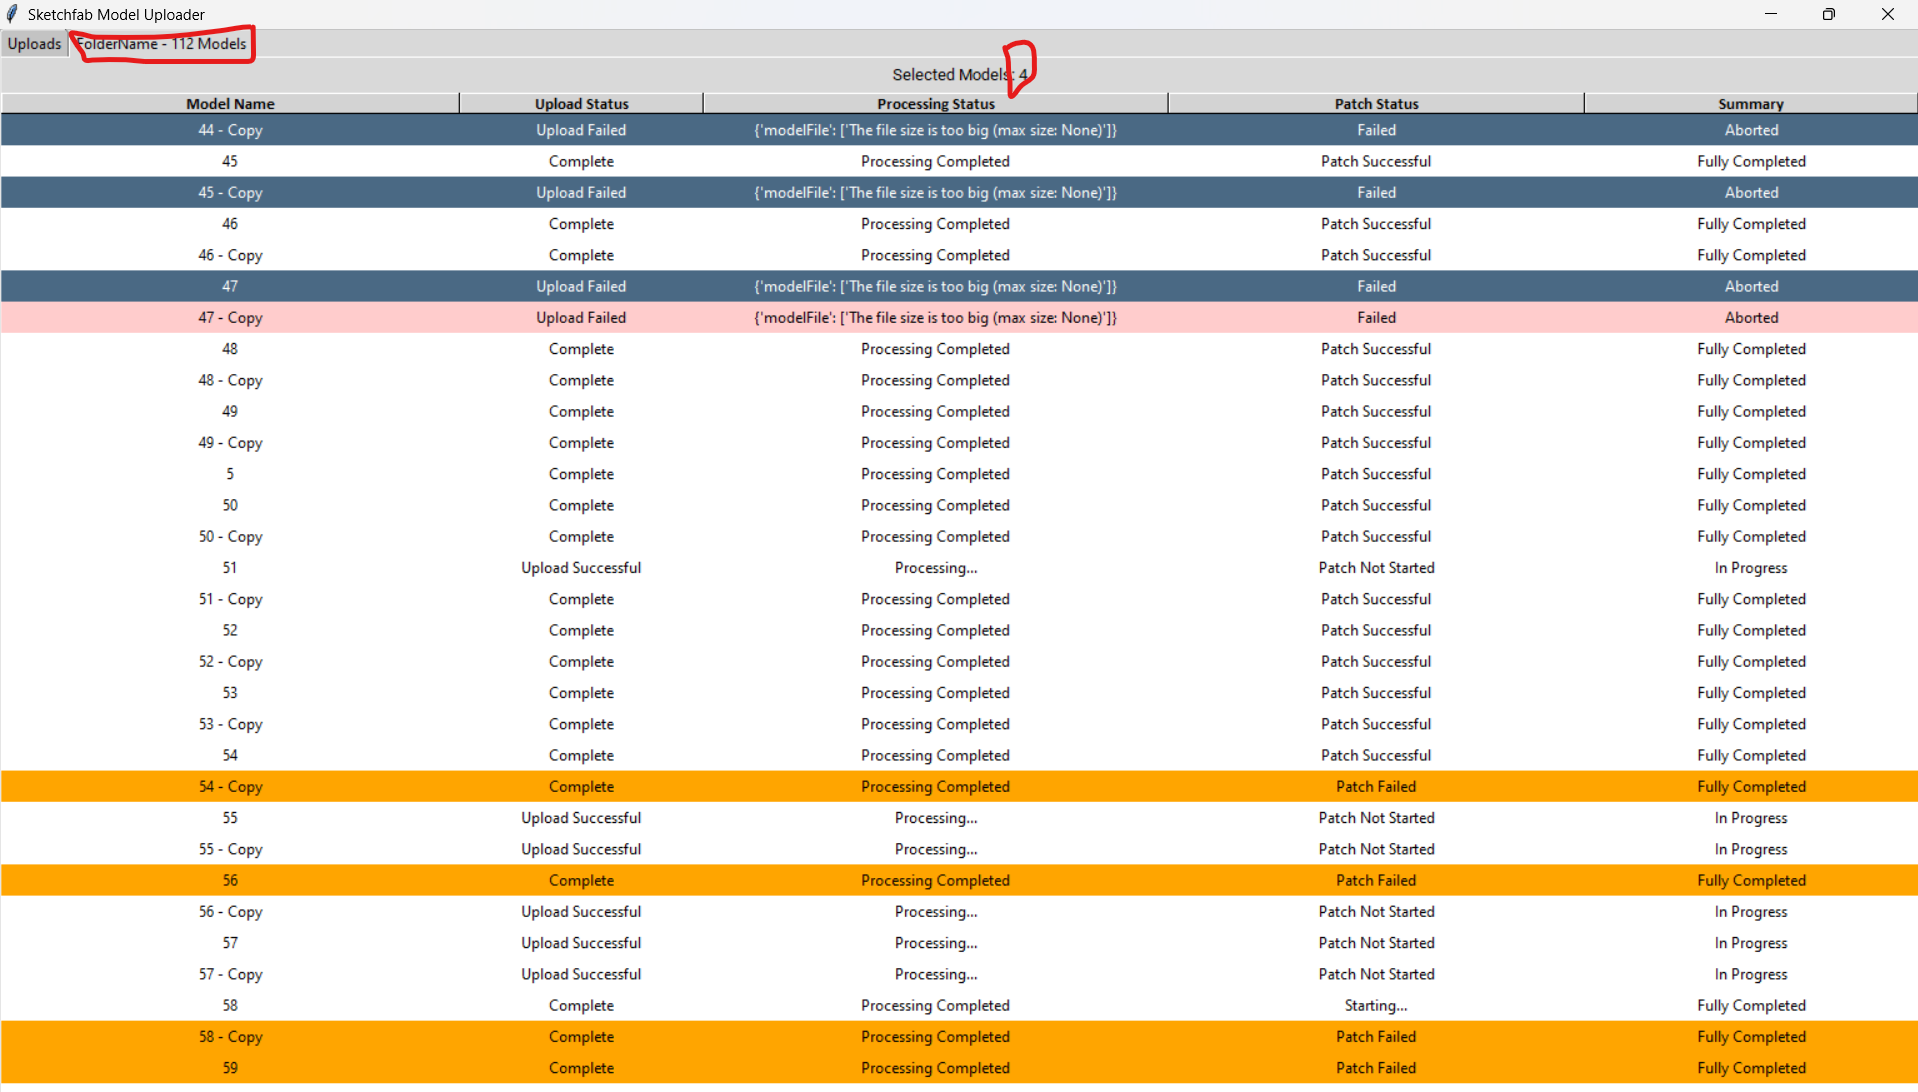 Sketchfab Model Uploader
Uploads FolderName - 112 Models
Selected Models: 4
Model Name Upload Status Processing Status Patch Status Summary
44 - Copy Upload Failed {'modelFile': ['The file size is too big (max size: None)']} Failed Aborted
45 Complete Processing Completed Patch Successful Fully Completed
45 - Copy Upload Failed {'modelFile': ['The file size is too big (max size: None)']} Failed Aborted
46 Complete Processing Completed Patch Successful Fully Completed
46 - Copy Complete Processing Completed Patch Successful Fully Completed
47 Upload Failed {'modelFile': ['The file size is too big (max size: None)']} Failed Aborted
47 - Copy Upload Failed {'modelFile': ['The file size is too big (max size: None)']} Failed Aborted
48 Complete Processing Completed Patch Successful Fully Completed
48 - Copy Complete Processing Completed Patch Successful Fully Completed
49 Complete Processing Completed Patch Successful Fully Completed
49 - Copy Complete Processing Completed Patch Successful Fully Completed
5 Complete Processing Completed Patch Successful Fully Completed
50 Complete Processing Completed Patch Successful Fully Completed
50 - Copy Complete Processing Completed Patch Successful Fully Completed
51 Upload Successful Processing... Patch Not Started In Progress
51 - Copy Complete Processing Completed Patch Successful Fully Completed
52 Complete Processing Completed Patch Successful Fully Completed
52 - Copy Complete Processing Completed Patch Successful Fully Completed
53 Complete Processing Completed Patch Successful Fully Completed
53 - Copy Complete Processing Completed Patch Successful Fully Completed
54 Complete Processing Completed Patch Successful Fully Completed
54 - Copy Complete Processing Completed Patch Failed Fully Completed
55 Upload Successful Processing... Patch Not Started In Progress
55 - Copy Upload Successful Processing... Patch Not Started In Progress
56 Complete Processing Completed Patch Failed Fully Completed
56 - Copy Upload Successful Processing... Patch Not Started In Progress
57 Upload Successful Processing... Patch Not Started In Progress
57 - Copy Upload Successful Processing... Patch Not Started In Progress
58 Complete Processing Completed Starting... Fully Completed
58 - Copy Complete Processing Completed Patch Failed Fully Completed
59 Complete Processing Completed Patch Failed Fully Completed